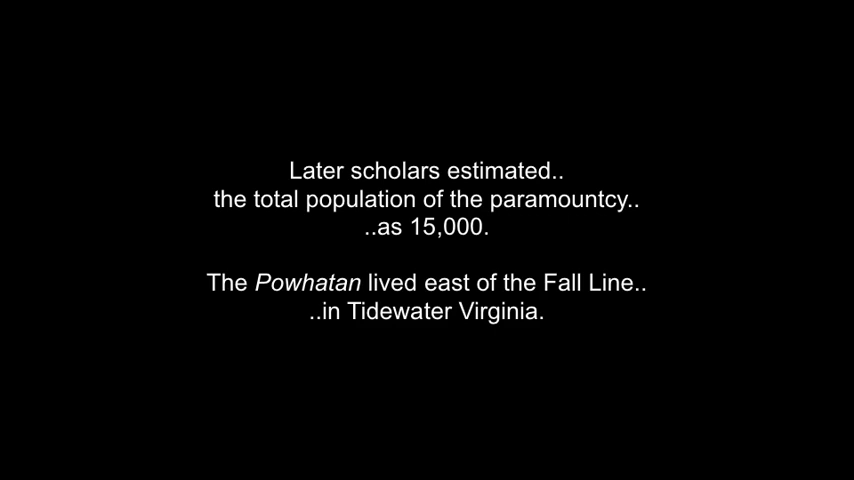 Later scholars estimated..
the total population of the paramountcy..
..as 15,000.
The Powhatan lived east of the Fall Line..
..in Tidewater Virginia.